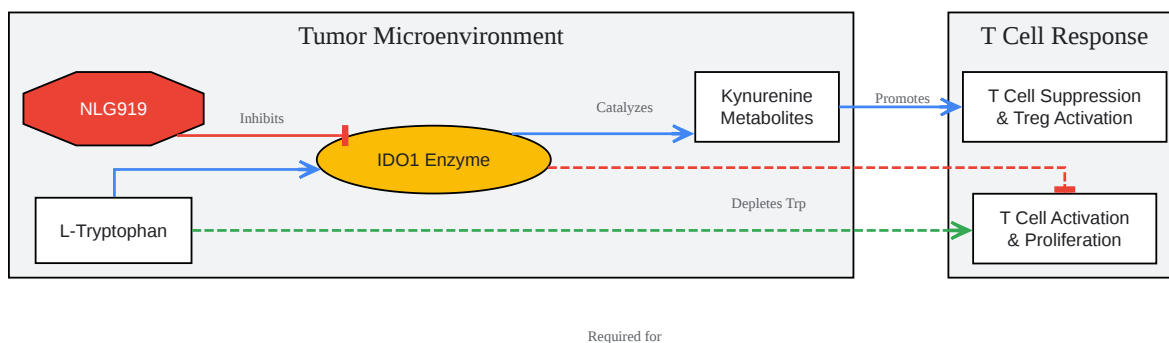 Tumor Microenvironment
T Cell Response
NLG919
Inhibits
Catalyzes
Kynurenine
Metabolites
Promotes
T Cell Suppression
& Treg Activation
IDO1 Enzyme
L-Tryptophan
Depletes Trp
T Cell Activation
& Proliferation
Required for